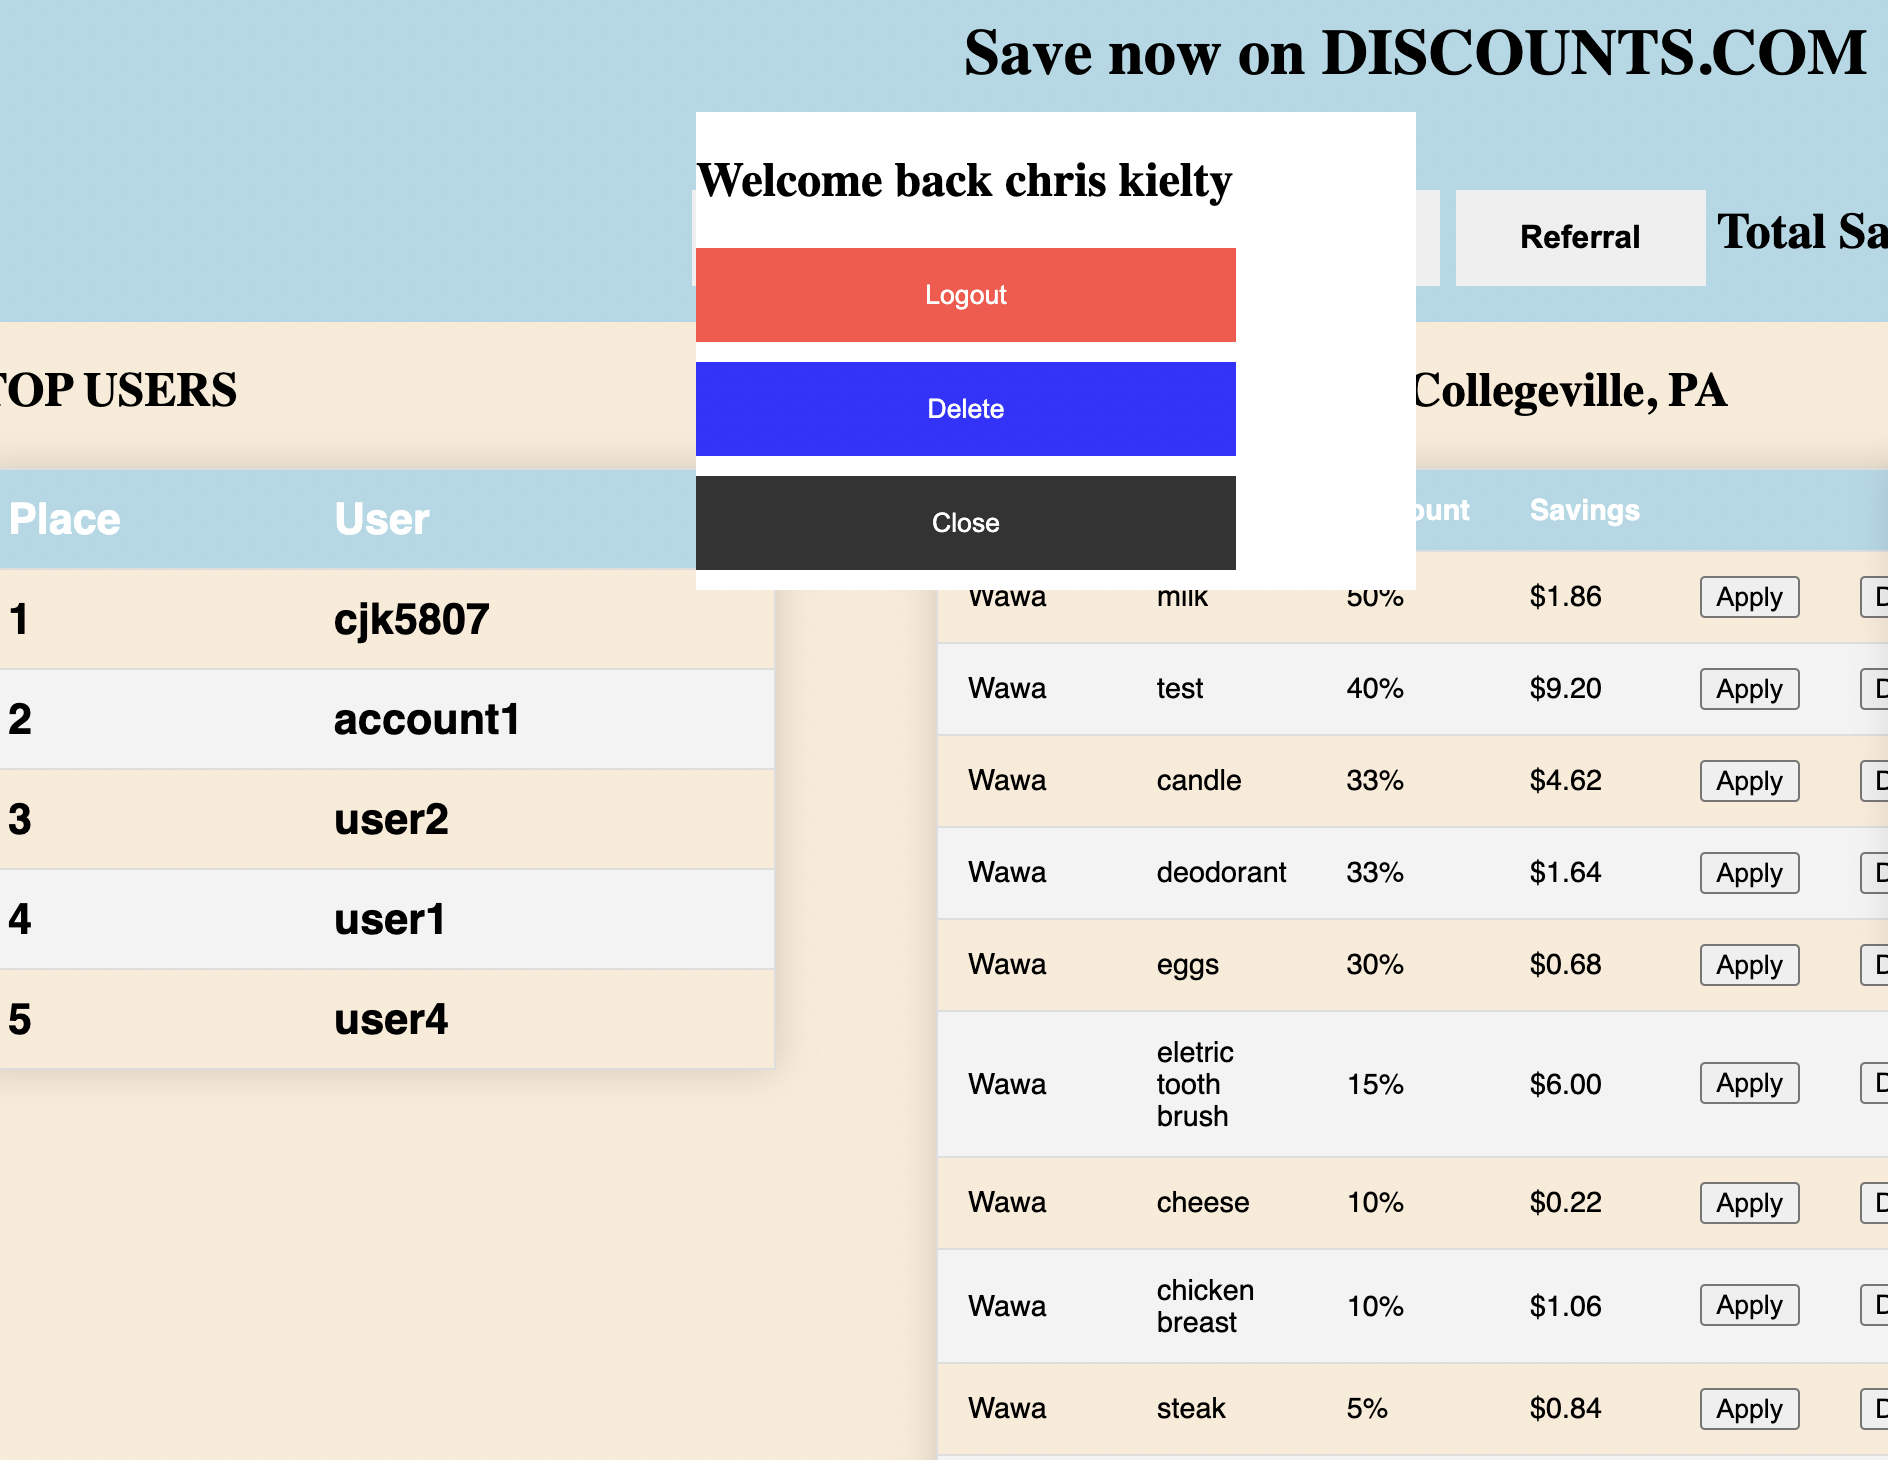 Save now on DISCOUNTS.COM
Welcome back chris kielty
Logout
Delete
Close
Referral
Total
TOP USERS
Place User
1 cjk5807
2 account1
3 user2
4 user1
5 user4
Collegeville, PA
Savings
Wawa milk 50% $1.86 Apply
Wawa test 40% $9.20 Apply
Wawa candle 33% $4.62 Apply
Wawa deodorant 33% $1.64 Apply
Wawa eggs 30% $0.68 Apply
Wawa eletric tooth brush 15% $6.00 Apply
Wawa cheese 10% $0.22 Apply
Wawa chicken breast 10% $1.06 Apply
Wawa steak 5% $0.84 Apply